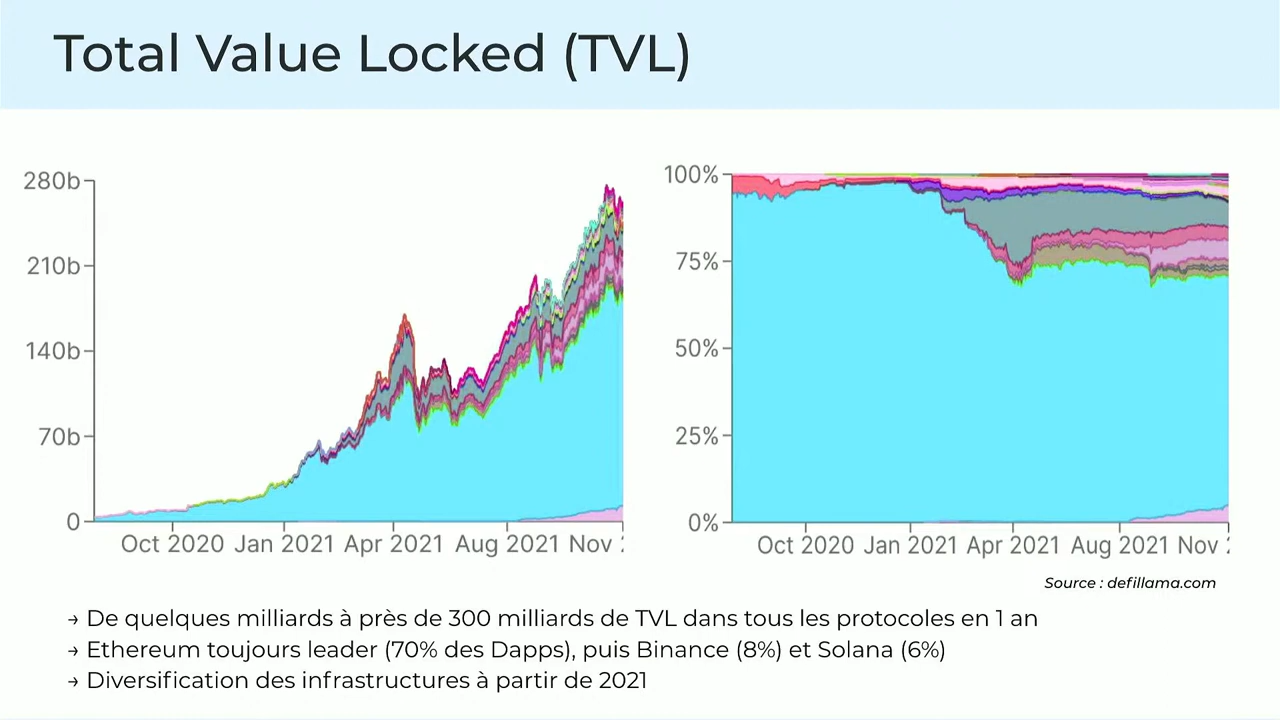 Total Value Locked (TVL)
280b
210b
140b
70b
0
Oct 2020 Jan 2021 Apr 2021 Aug 2021 Nov
100%
75%
50%
25%
0%
Oct 2020 Jan 2021 Apr 2021 Aug 2021 Nov
Source : defillama.com
→ De quelques milliards à près de 300 milliards de TVL dans tous les protocoles en 1 an
→ Ethereum toujours leader (70% des Dapps), puis Binance (8%) et Solana (6%)
→ Diversification des infrastructures à partir de 2021